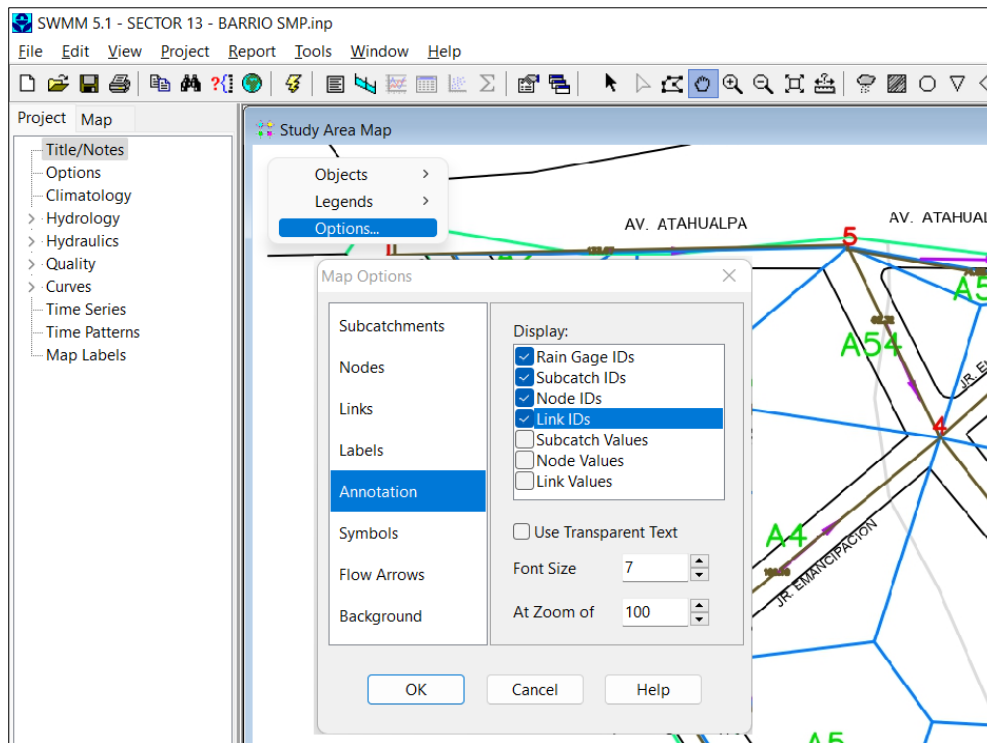 SWMM 5.1 - SECTOR 13 - BARRIO SMP.inp
File Edit View Project Report Tools Window Help
Project Map
Title/Notes
Options
Climatology
Hydrology
Hydraulics
Quality
Curves
Time Series
Time Patterns
Map Labels
Study Area Map
Objects
Legends
Options...
AV. ATAHUALPA
5
A54
4
A4
JR. EMANCIPACION
Map Options
Subcatchments
Nodes
Links
Labels
Annotation
Symbols
Flow Arrows
Background
Display:
Rain Gage IDs
Subcatch IDs
Node IDs
Link IDs
Subcatch Values
Node Values
Link Values
Use Transparent Text
Font Size 7
At Zoom of 100
OK Cancel Help